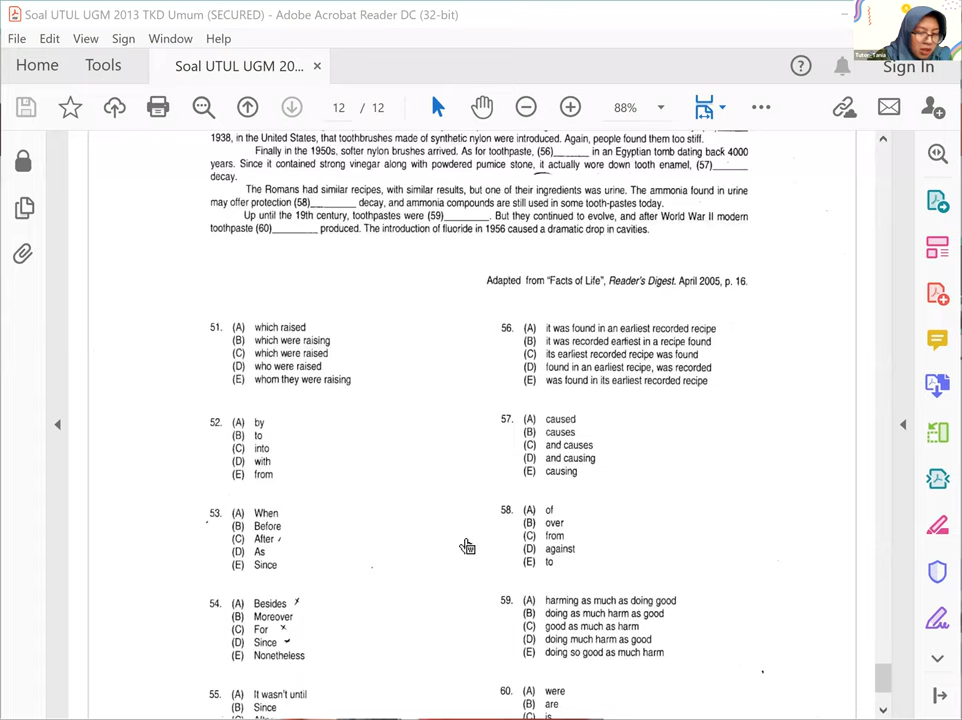 Soal UTUL UGM 2013 TKD Umum (SECURED) - Adobe Acrobat Reader DC (32-bit)
File Edit View Sign Window Help
Home Tools Soal UTUL UGM 20... × Sign In
12 / 12 88%
Tutor_Tania
1938, in the United States, that toothbrushes made of synthetic nylon were introduced. Again, people found them too stiff.
Finally in the 1950s, softer nylon brushes arrived. As for toothpaste, (56)______ in an Egyptian tomb dating back 4000
years. Since it contained strong vinegar along with powdered pumice stone, it actually wore down tooth enamel, (57)______
decay.
The Romans had similar recipes, with similar results, but one of their ingredients was urine. The ammonia found in urine
may offer protection (58)________ decay, and ammonia compounds are still used in some tooth-pastes today.
Up until the 19th century, toothpastes were (59)________. But they continued to evolve, and after World War II modern
toothpaste (60)________ produced. The introduction of fluoride in 1956 caused a dramatic drop in cavities.
Adapted from "Facts of Life", Reader's Digest. April 2005, p. 16.
51. (A) which raised
(B) which were raising
(C) which were raised
(D) who were raised
(E) whom they were raising
52. (A) by
(B) to
(C) into
(D) with
(E) from
53. (A) When
(B) Before
(C) After
(D) As
(E) Since
54. (A) Besides
(B) Moreover
(C) For
(D) Since
(E) Nonetheless
55. (A) It wasn't until
(B) Since
56. (A) it was found in an earliest recorded recipe
(B) it was recorded earliest in a recipe found
(C) its earliest recorded recipe was found
(D) found in an earliest recipe, was recorded
(E) was found in its earliest recorded recipe
57. (A) caused
(B) causes
(C) and causes
(D) and causing
(E) causing
58. (A) of
(B) over
(C) from
(D) against
(E) to
59. (A) harming as much as doing good
(B) doing as much harm as good
(C) good as much as harm
(D) doing much harm as good
(E) doing so good as much harm
60. (A) were
(B) are
(C) is